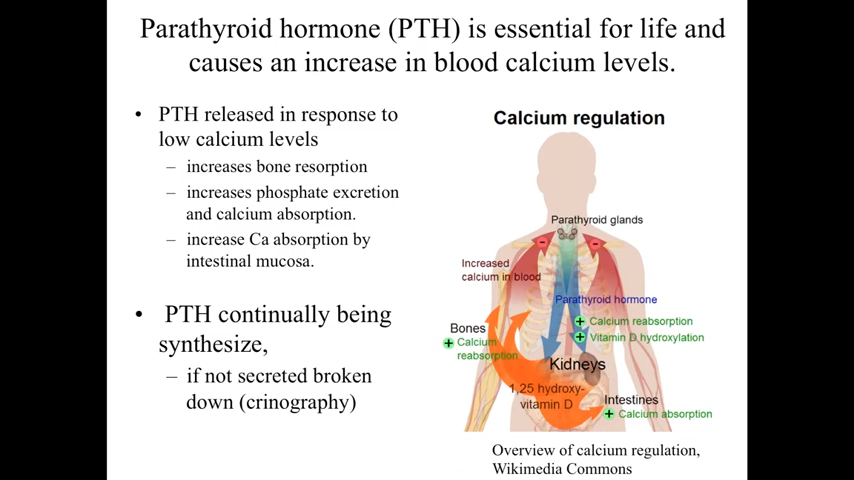 Parathyroid hormone (PTH) is essential for life and
causes an increase in blood calcium levels.
• PTH released in response to
low calcium levels
– increases bone resorption
– increases phosphate excretion
and calcium absorption.
– increase Ca absorption by
intestinal mucosa.
• PTH continually being
synthesize,
– if not secreted broken
down (crinography)
Calcium regulation
Parathyroid glands
Increased
calcium in blood
Parathyroid hormone
+ Calcium reabsorption
+ Vitamin D hydroxylation
Bones
+ Calcium
reabsorption
Kidneys
1,25 hydroxy-
vitamin D
Intestines
+ Calcium absorption
Overview of calcium regulation,
Wikimedia Commons